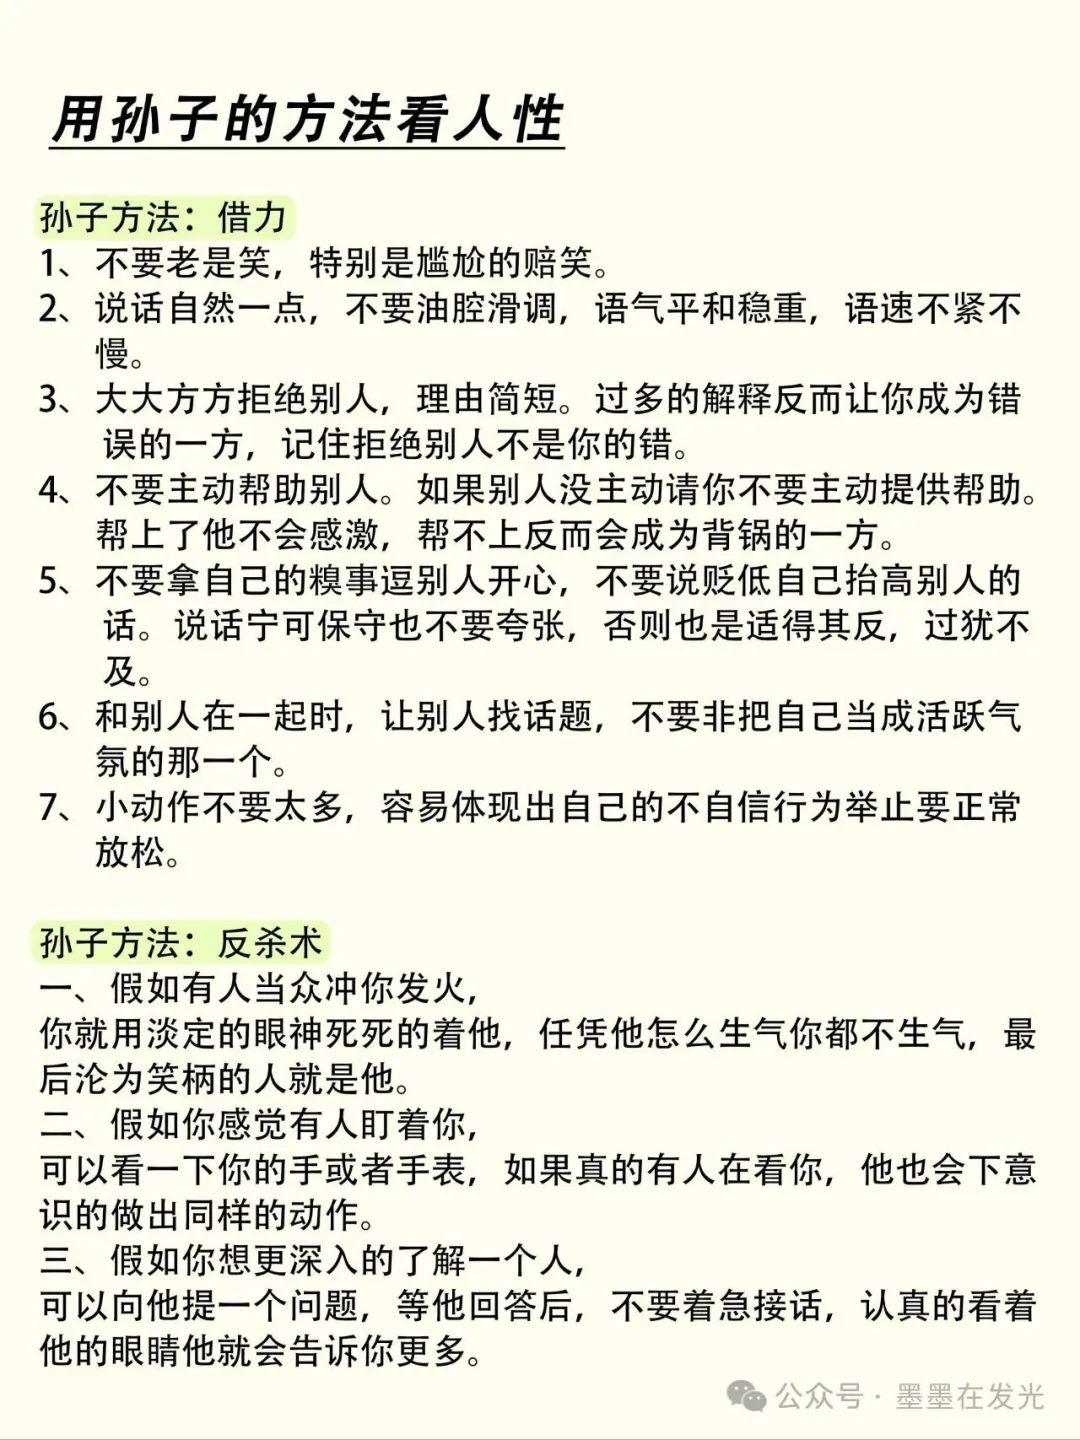 用孙子的方法看人性
孙子方法：借力
1、不要老是笑，特别是尴尬的赔笑。
2、说话自然一点，不要油腔滑调，语气平和稳重，语速不紧不
慢。
3、大大方方拒绝别人，理由简短。过多的解释反而让你成为错
误的一方，记住拒绝别人不是你的错。
4、不要主动帮助别人。如果别人没主动请你不要主动提供帮助。
帮上了他不会感激，帮不上反而会成为背锅的一方。
5、不要拿自己的糗事逗别人开心，不要说贬低自己抬高别人的
话。说话宁可保守也不要夸张，否则也是适得其反，过犹不
及。
6、和别人在一起时，让别人找话题，不要非把自己当成活跃气
氛的那一个。
7、小动作不要太多，容易体现出自己的不自信行为举止要正常
放松。
孙子方法：反杀术
一、假如有人当众冲你发火，
你就用淡定的眼神死死的着他，任凭他怎么生气你都不生气，最
后沦为笑柄的人就是他。
二、假如你感觉有人盯着你，
可以看一下你的手或者手表，如果真的有人在看你，他也会下意
识的做出同样的动作。
三、假如你想更深入的了解一个人，
可以向他提一个问题，等他回答后，不要着急接话，认真的看着
他的眼睛他就会告诉你更多。
公众号·墨墨在发光